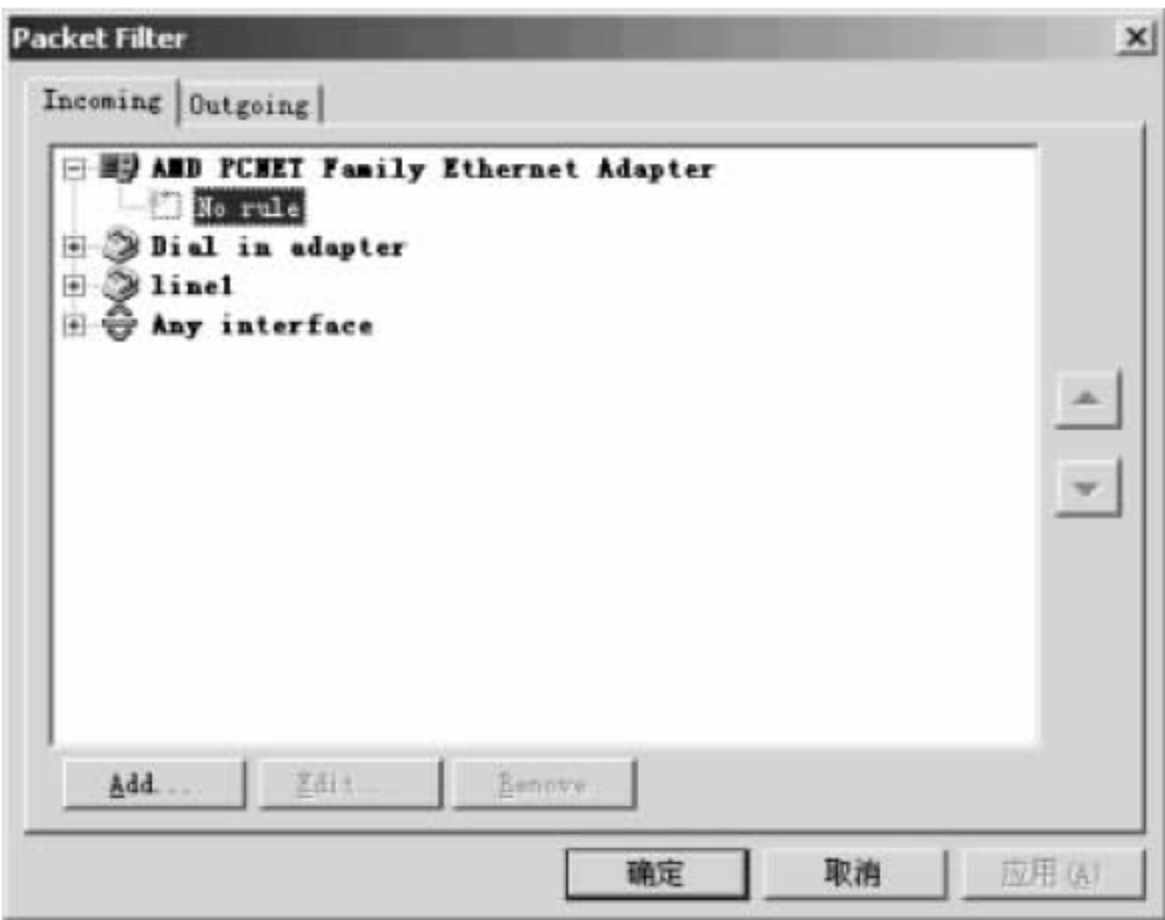 Packet Filter
Incoming Outgoing
AMD PCNET Family Ethernet Adapter
No rule
Dial in adapter
line1
Any interface
Add... Edit... Remove
确定 取消 应用(A)